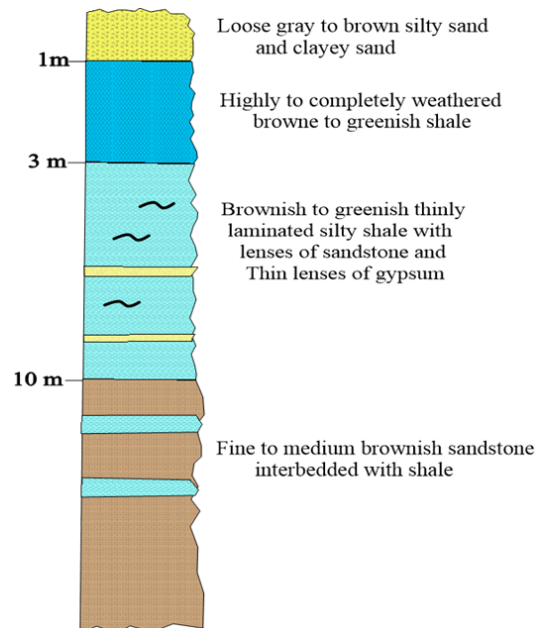 Loose gray to brown silty sand
and clayey sand
1m
Highly to completely weathered
browne to greenish shale
3 m
Brownish to greenish thinly
laminated silty shale with
lenses of sandstone and
Thin lenses of gypsum
10 m
Fine to medium brownish sandstone
interbedded with shale